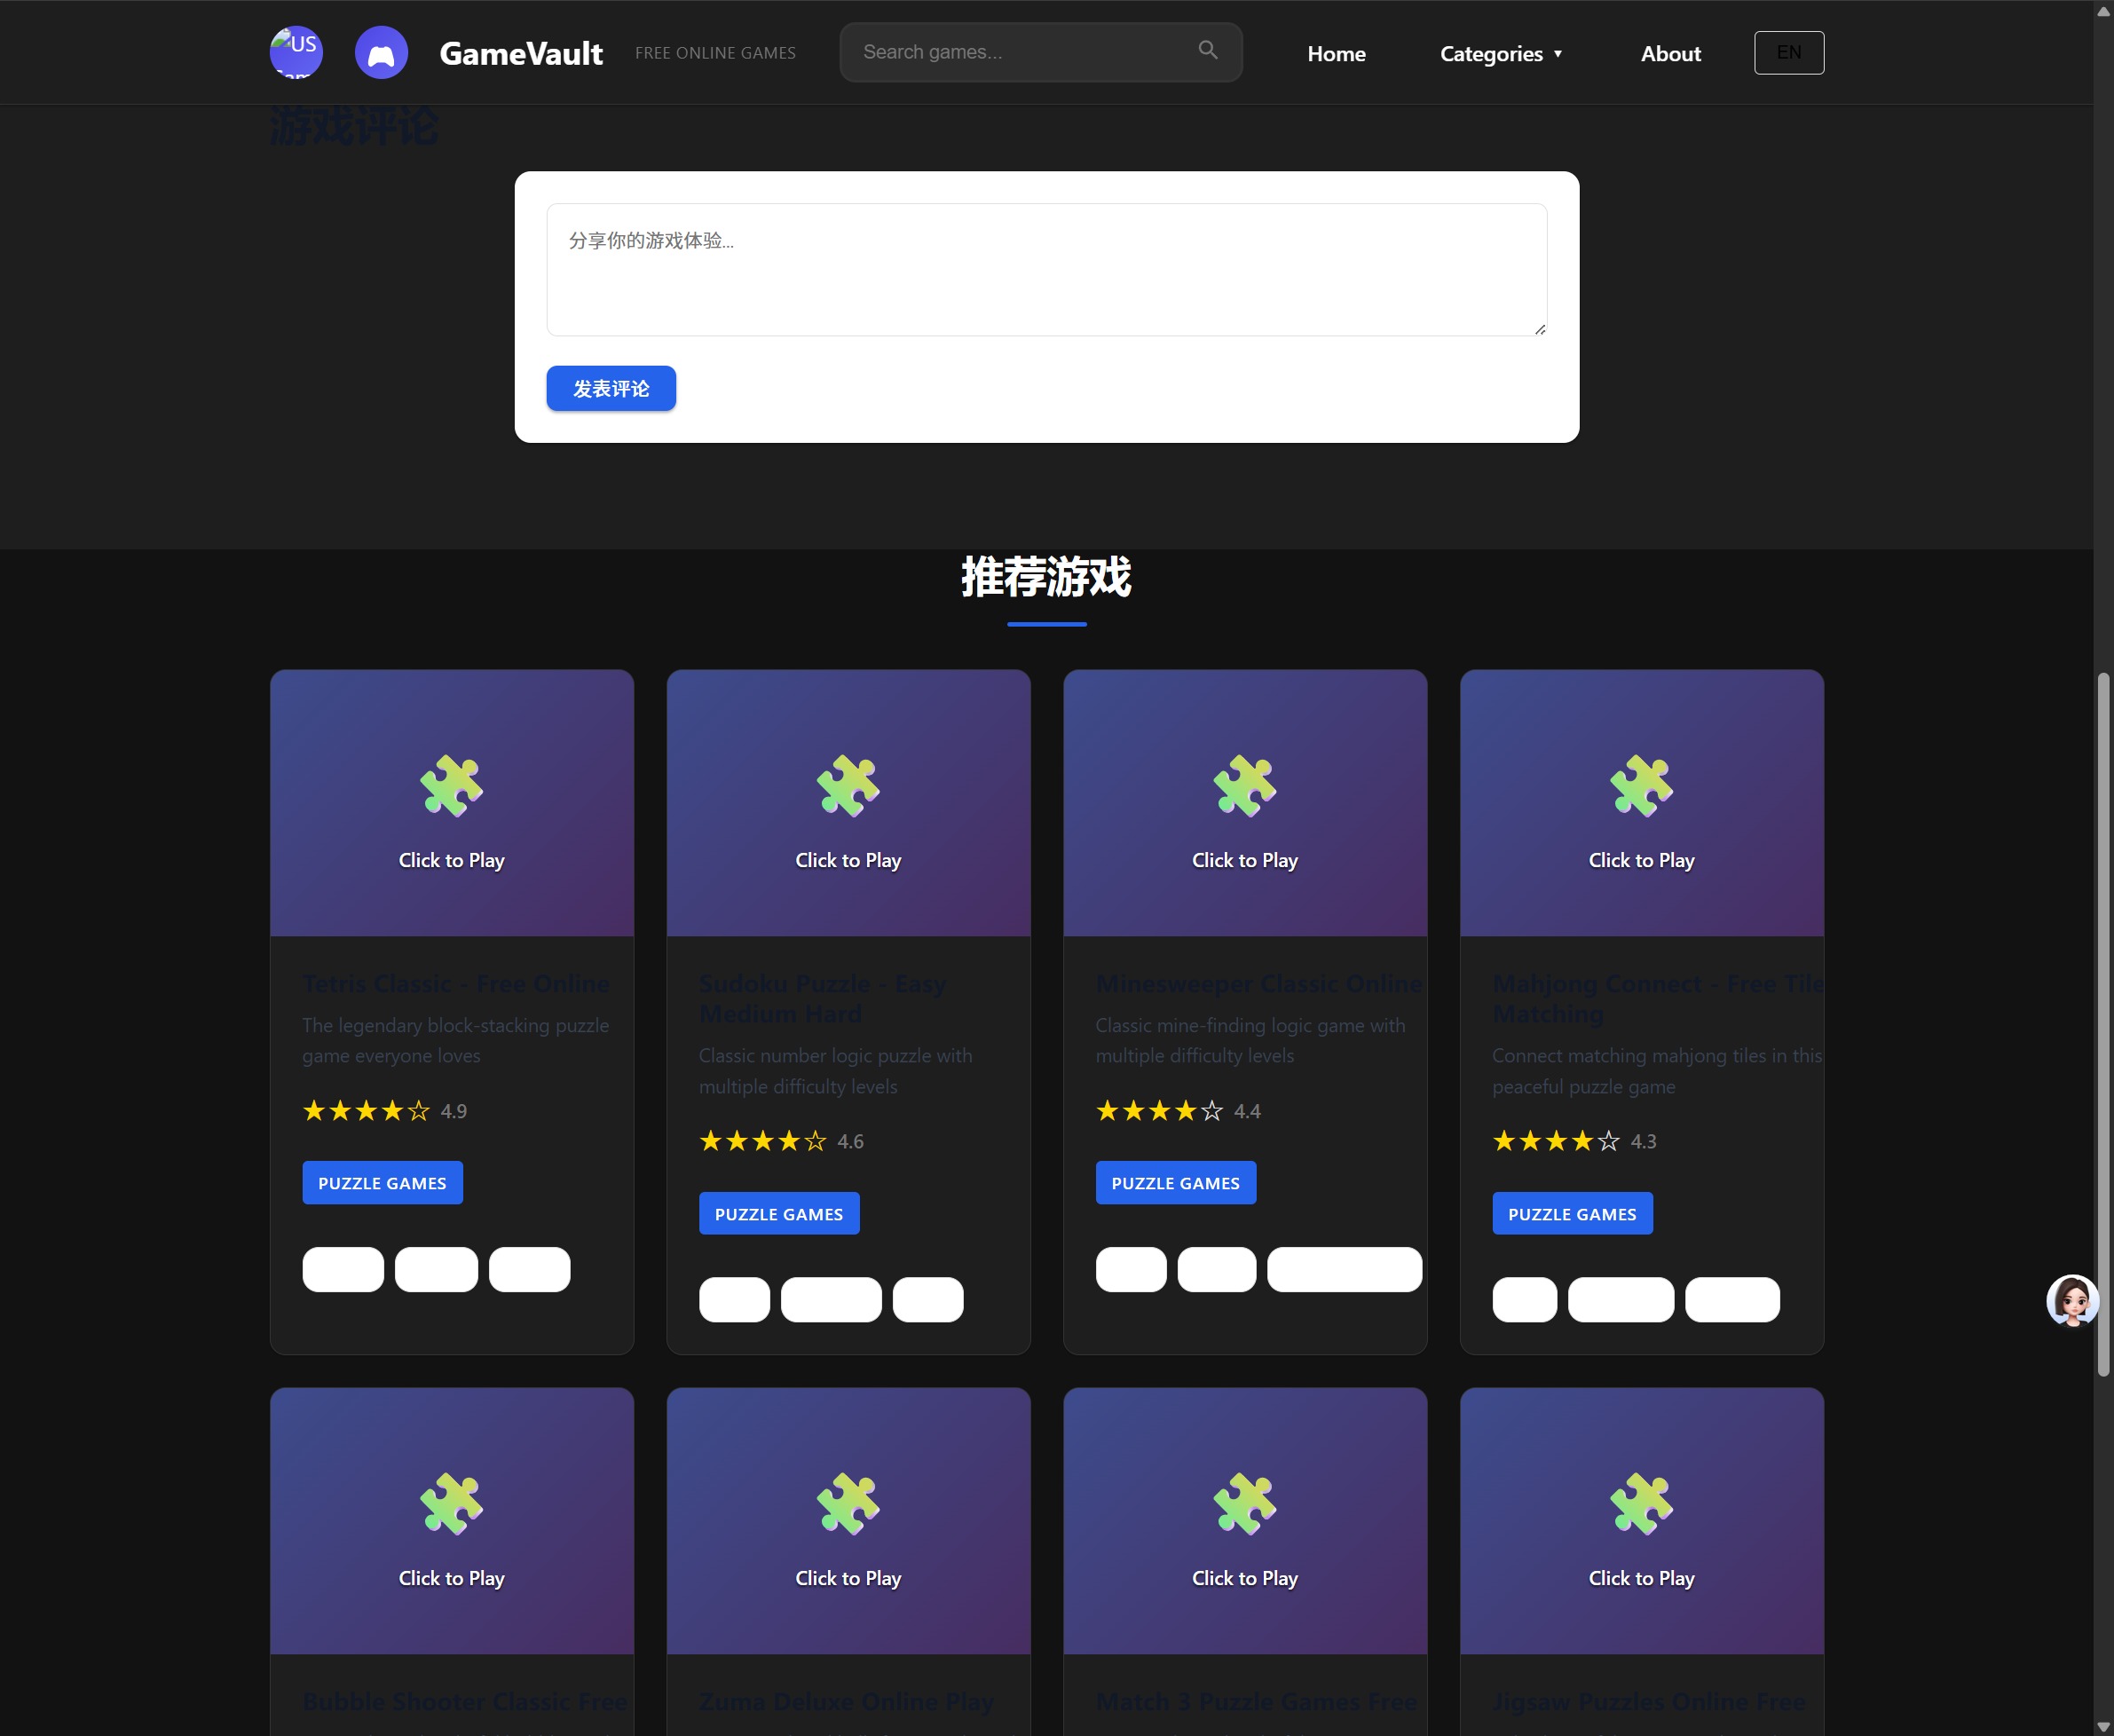 US
GameVault
FREE ONLINE GAMES
Search games...
Home
Categories ▼
About
EN
游戏评论
分享你的游戏体验...
发表评论
推荐游戏
Click to Play
Tetris Classic - Free Online
The legendary block-stacking puzzle
game everyone loves
★★★★☆ 4.9
PUZZLE GAMES
Click to Play
Sudoku Puzzle - Easy
Medium Hard
Classic number logic puzzle with
multiple difficulty levels
★★★★☆ 4.6
PUZZLE GAMES
Click to Play
Minesweeper Classic Online
Classic mine-finding logic game with
multiple difficulty levels
★★★★☆ 4.4
PUZZLE GAMES
Click to Play
Mahjong Connect - Free Tile
Matching
Connect matching mahjong tiles in this
peaceful puzzle game
★★★★☆ 4.3
PUZZLE GAMES
Click to Play
Bubble Shooter Classic Free
Click to Play
Zuma Deluxe Online Play
Click to Play
Match 3 Puzzle Games Free
Click to Play
Jigsaw Puzzles Online Free